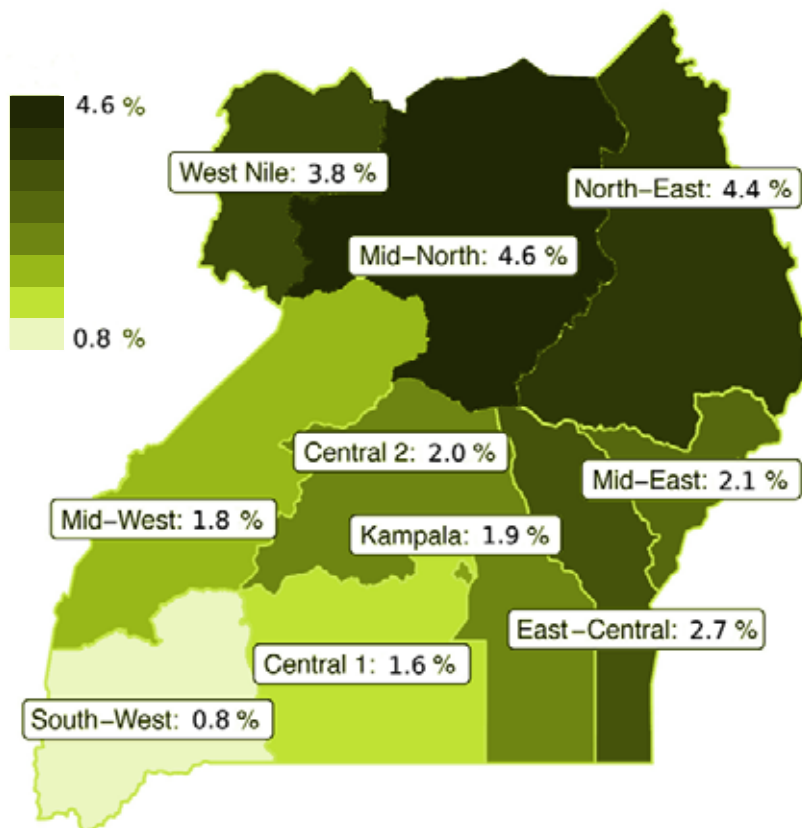 4.6 %
West Nile: 3.8 %
North-East: 4.4 %
Mid-North: 4.6 %
0.8 %
Central 2: 2.0 %
Mid-East: 2.1 %
Mid-West: 1.8 %
Kampala: 1.9 %
East-Central: 2.7 %
Central 1: 1.6 %
South-West: 0.8 %